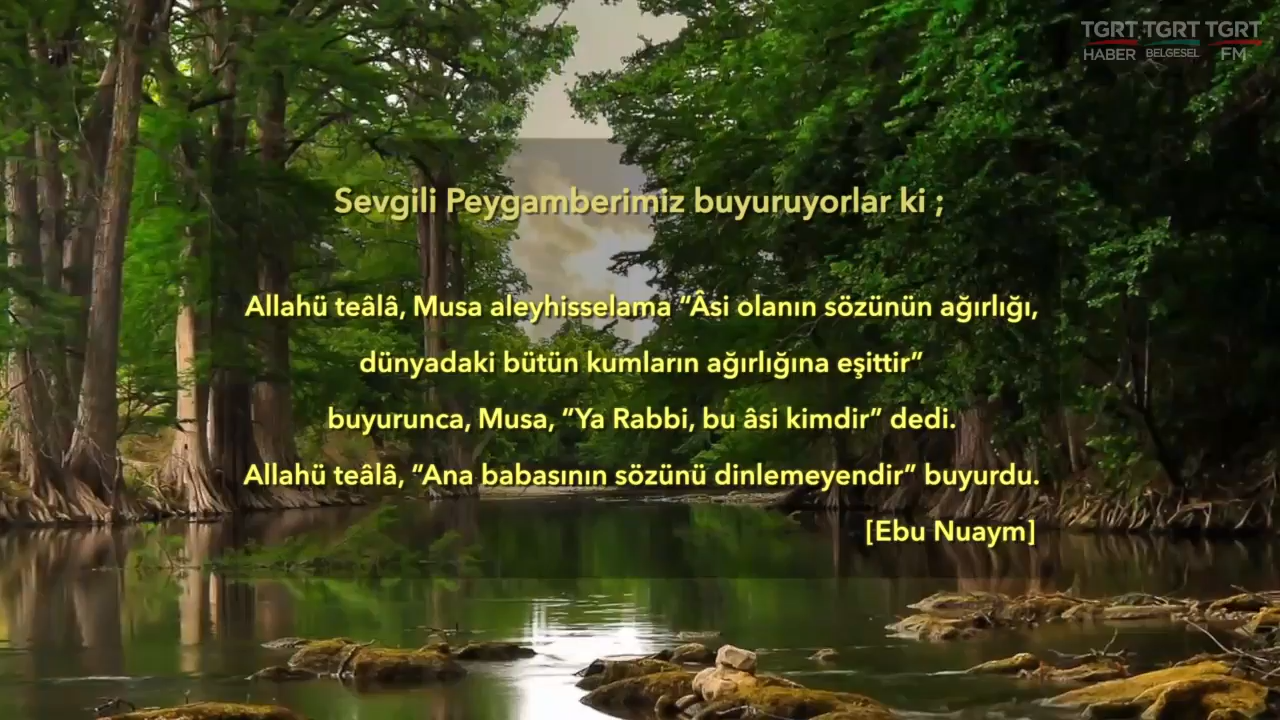 TGRT TGRT TGRT
HABER BELGESEL FM
Sevgili Peygamberimiz buyuruyorlar ki ;
Allahü teâlâ, Musa aleyhisselama “Âsi olanın sözünün ağırlığı,
dünyadaki bütün kumların ağırlığına eşittir”
buyurunca, Musa, “Ya Rabbi, bu âsi kimdir” dedi.
Allahü teâlâ, “Ana babasının sözünü dinlemeyendir” buyurdu.
[Ebu Nuaym]